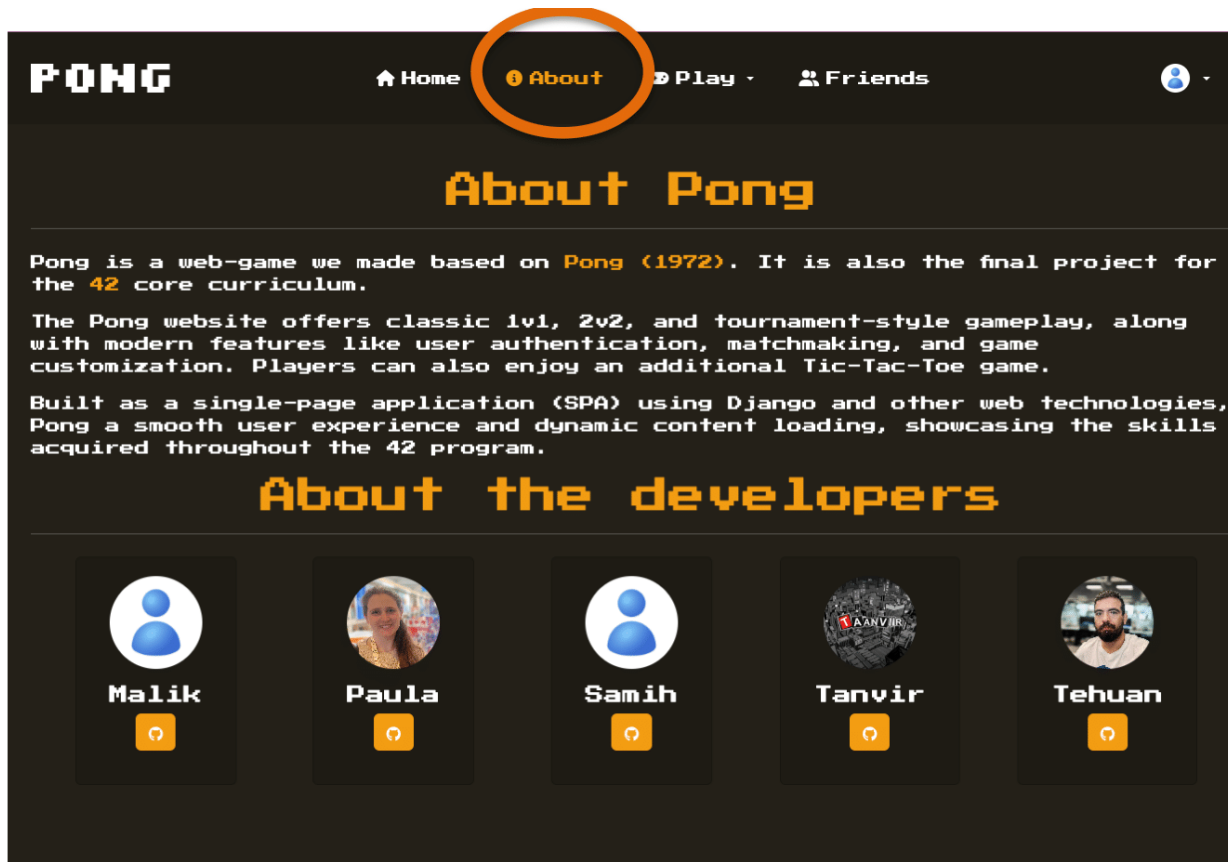 PONG
Home
About
Play
Friends
About Pong
Pong is a web-game we made based on Pong (1972). It is also the final project for
the 42 core curriculum.
The Pong website offers classic 1v1, 2v2, and tournament-style gameplay, along
with modern features like user authentication, matchmaking, and game
customization. Players can also enjoy an additional Tic-Tac-Toe game.
Built as a single-page application (SPA) using Django and other web technologies,
Pong a smooth user experience and dynamic content loading, showcasing the skills
acquired throughout the 42 program.
About the developers
TAANVIIR
Malik
Paula
Samih
Tanvir
Tehuan